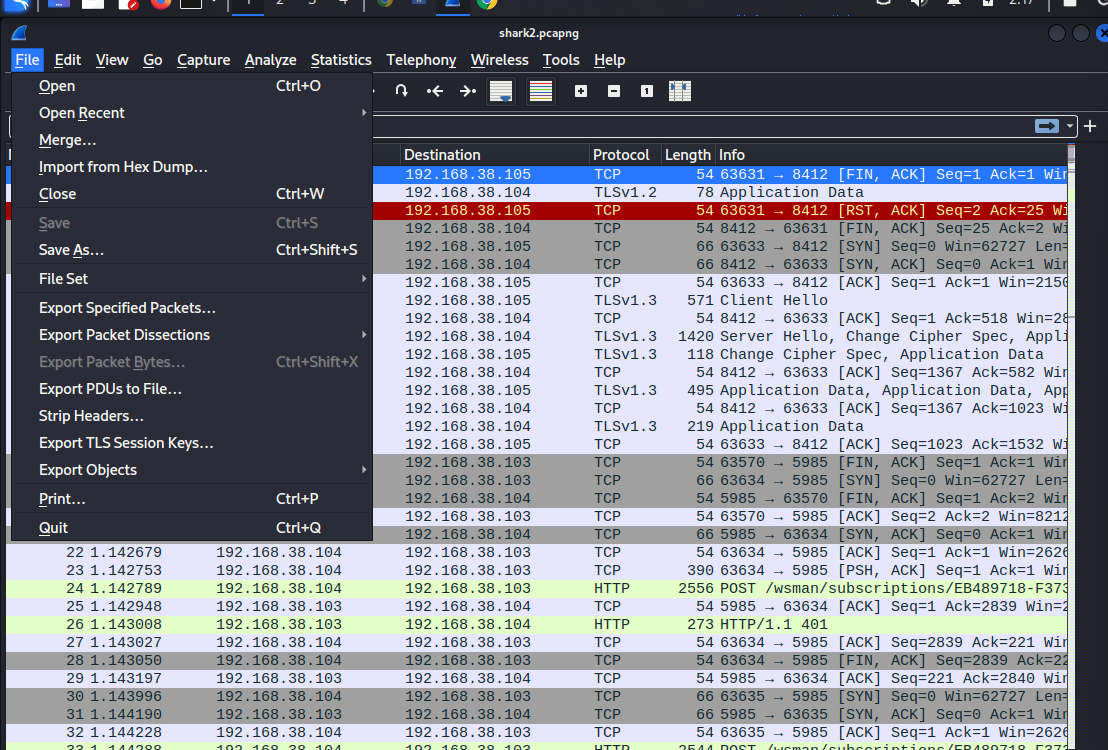 1 2 3 4 2:17
shark2.pcapng
File Edit View Go Capture Analyze Statistics Telephony Wireless Tools Help
Open Ctrl+O
Open Recent
Merge…
Import from Hex Dump…
Close Ctrl+W
Save Ctrl+S
Save As… Ctrl+Shift+S
File Set
Export Specified Packets…
Export Packet Dissections
Export Packet Bytes… Ctrl+Shift+X
Export PDUs to File…
Strip Headers…
Export TLS Session Keys…
Export Objects
Print… Ctrl+P
Quit Ctrl+Q
Destination Protocol Length Info
192.168.38.105 TCP 54 63631 → 8412 [FIN, ACK] Seq=1 Ack=1 Win
192.168.38.104 TLSv1.2 78 Application Data
192.168.38.105 TCP 54 63631 → 8412 [RST, ACK] Seq=2 Ack=25 Wi
192.168.38.104 TCP 54 8412 → 63631 [FIN, ACK] Seq=25 Ack=2 Wi
192.168.38.105 TCP 66 63633 → 8412 [SYN] Seq=0 Win=62727 Len=
192.168.38.104 TCP 66 8412 → 63633 [SYN, ACK] Seq=0 Ack=1 Win
192.168.38.105 TCP 54 63633 → 8412 [ACK] Seq=1 Ack=1 Win=2150
192.168.38.105 TLSv1.3 571 Client Hello
192.168.38.104 TCP 54 8412 → 63633 [ACK] Seq=1 Ack=518 Win=28
192.168.38.104 TLSv1.3 1420 Server Hello, Change Cipher Spec, Appli
192.168.38.105 TLSv1.3 118 Change Cipher Spec, Application Data
192.168.38.104 TCP 54 8412 → 63633 [ACK] Seq=1367 Ack=582 Win
192.168.38.105 TLSv1.3 495 Application Data, Application Data, App
192.168.38.104 TCP 54 8412 → 63633 [ACK] Seq=1367 Ack=1023 Wi
192.168.38.104 TLSv1.3 219 Application Data
192.168.38.105 TCP 54 63633 → 8412 [ACK] Seq=1023 Ack=1532 Wi
192.168.38.103 TCP 54 63570 → 5985 [FIN, ACK] Seq=1 Ack=1 Win
192.168.38.103 TCP 66 63634 → 5985 [SYN] Seq=0 Win=62727 Len=
192.168.38.104 TCP 54 5985 → 63570 [FIN, ACK] Seq=1 Ack=2 Win
192.168.38.103 TCP 54 63570 → 5985 [ACK] Seq=2 Ack=2 Win=8212
192.168.38.104 TCP 66 5985 → 63634 [SYN, ACK] Seq=0 Ack=1 Win
22 1.142679 192.168.38.104 192.168.38.103 TCP 54 63634 → 5985 [ACK] Seq=1 Ack=1 Win=2626
23 1.142753 192.168.38.104 192.168.38.103 TCP 390 63634 → 5985 [PSH, ACK] Seq=1 Ack=1 Win
24 1.142789 192.168.38.104 192.168.38.103 HTTP 2556 POST /wsman/subscriptions/EB489718-F373
25 1.142948 192.168.38.103 192.168.38.104 TCP 54 5985 → 63634 [ACK] Seq=1 Ack=2839 Win=2
26 1.143008 192.168.38.103 192.168.38.104 HTTP 273 HTTP/1.1 401
27 1.143027 192.168.38.104 192.168.38.103 TCP 54 63634 → 5985 [ACK] Seq=2839 Ack=221 Win
28 1.143050 192.168.38.104 192.168.38.103 TCP 54 63634 → 5985 [FIN, ACK] Seq=2839 Ack=22
29 1.143197 192.168.38.103 192.168.38.104 TCP 54 5985 → 63634 [ACK] Seq=221 Ack=2840 Win
30 1.143996 192.168.38.104 192.168.38.103 TCP 66 63635 → 5985 [SYN] Seq=0 Win=62727 Len=
31 1.144190 192.168.38.103 192.168.38.104 TCP 66 5985 → 63635 [SYN, ACK] Seq=0 Ack=1 Win
32 1.144228 192.168.38.104 192.168.38.103 TCP 54 63635 → 5985 [ACK] Seq=1 Ack=1 Win=2626
33 1.144288 192.168.38.104 192.168.38.103 HTTP 2544 POST /wsman/subscriptions/EB489718-F373